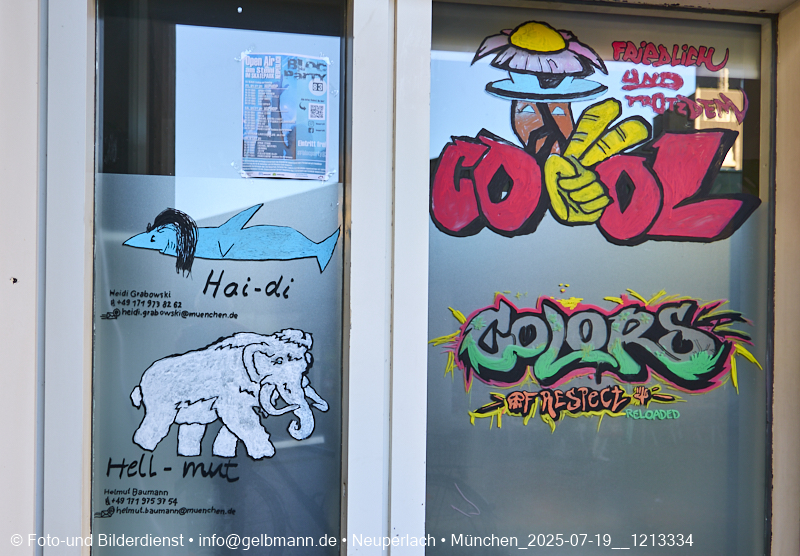 Open Air
BLOC
PARTY
FRIEDLICH
UND
TROTZDEM
COOL
Hai-di
Heidi Grabowski
+49 171 973 82 62
heidi.grabowski@muenchen.de
COLORS
OF RESPECT
RELOADED
Hell-mut
Helmut Baumann
+49 171 975 37 54
helmut.baumann@muenchen.de
© Foto-und Bilderdienst • info@gelbmann.de • Neuperlach • München_2025-07-19__1213334